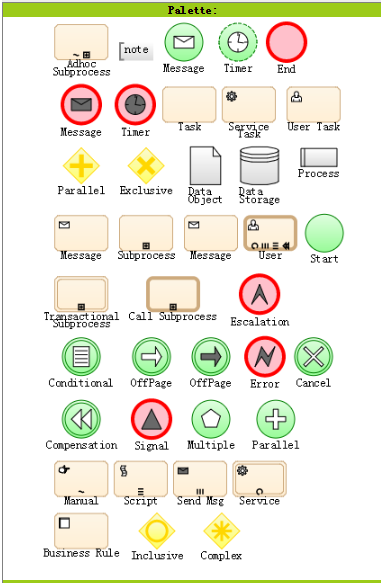 Palette:
Adhoc
Subprocess
note
Message
Timer
End
Message
Timer
Task
Service
Task
User Task
Parallel
Exclusive
Data
Object
Data
Storage
Process
Message
Subprocess
Message
User
Start
Transactional
Subprocess
Call Subprocess
Escalation
Conditional
OffPage
OffPage
Error
Cancel
Compensation
Signal
Multiple
Parallel
Manual
Script
Send Msg
Service
Business Rule
Inclusive
Complex